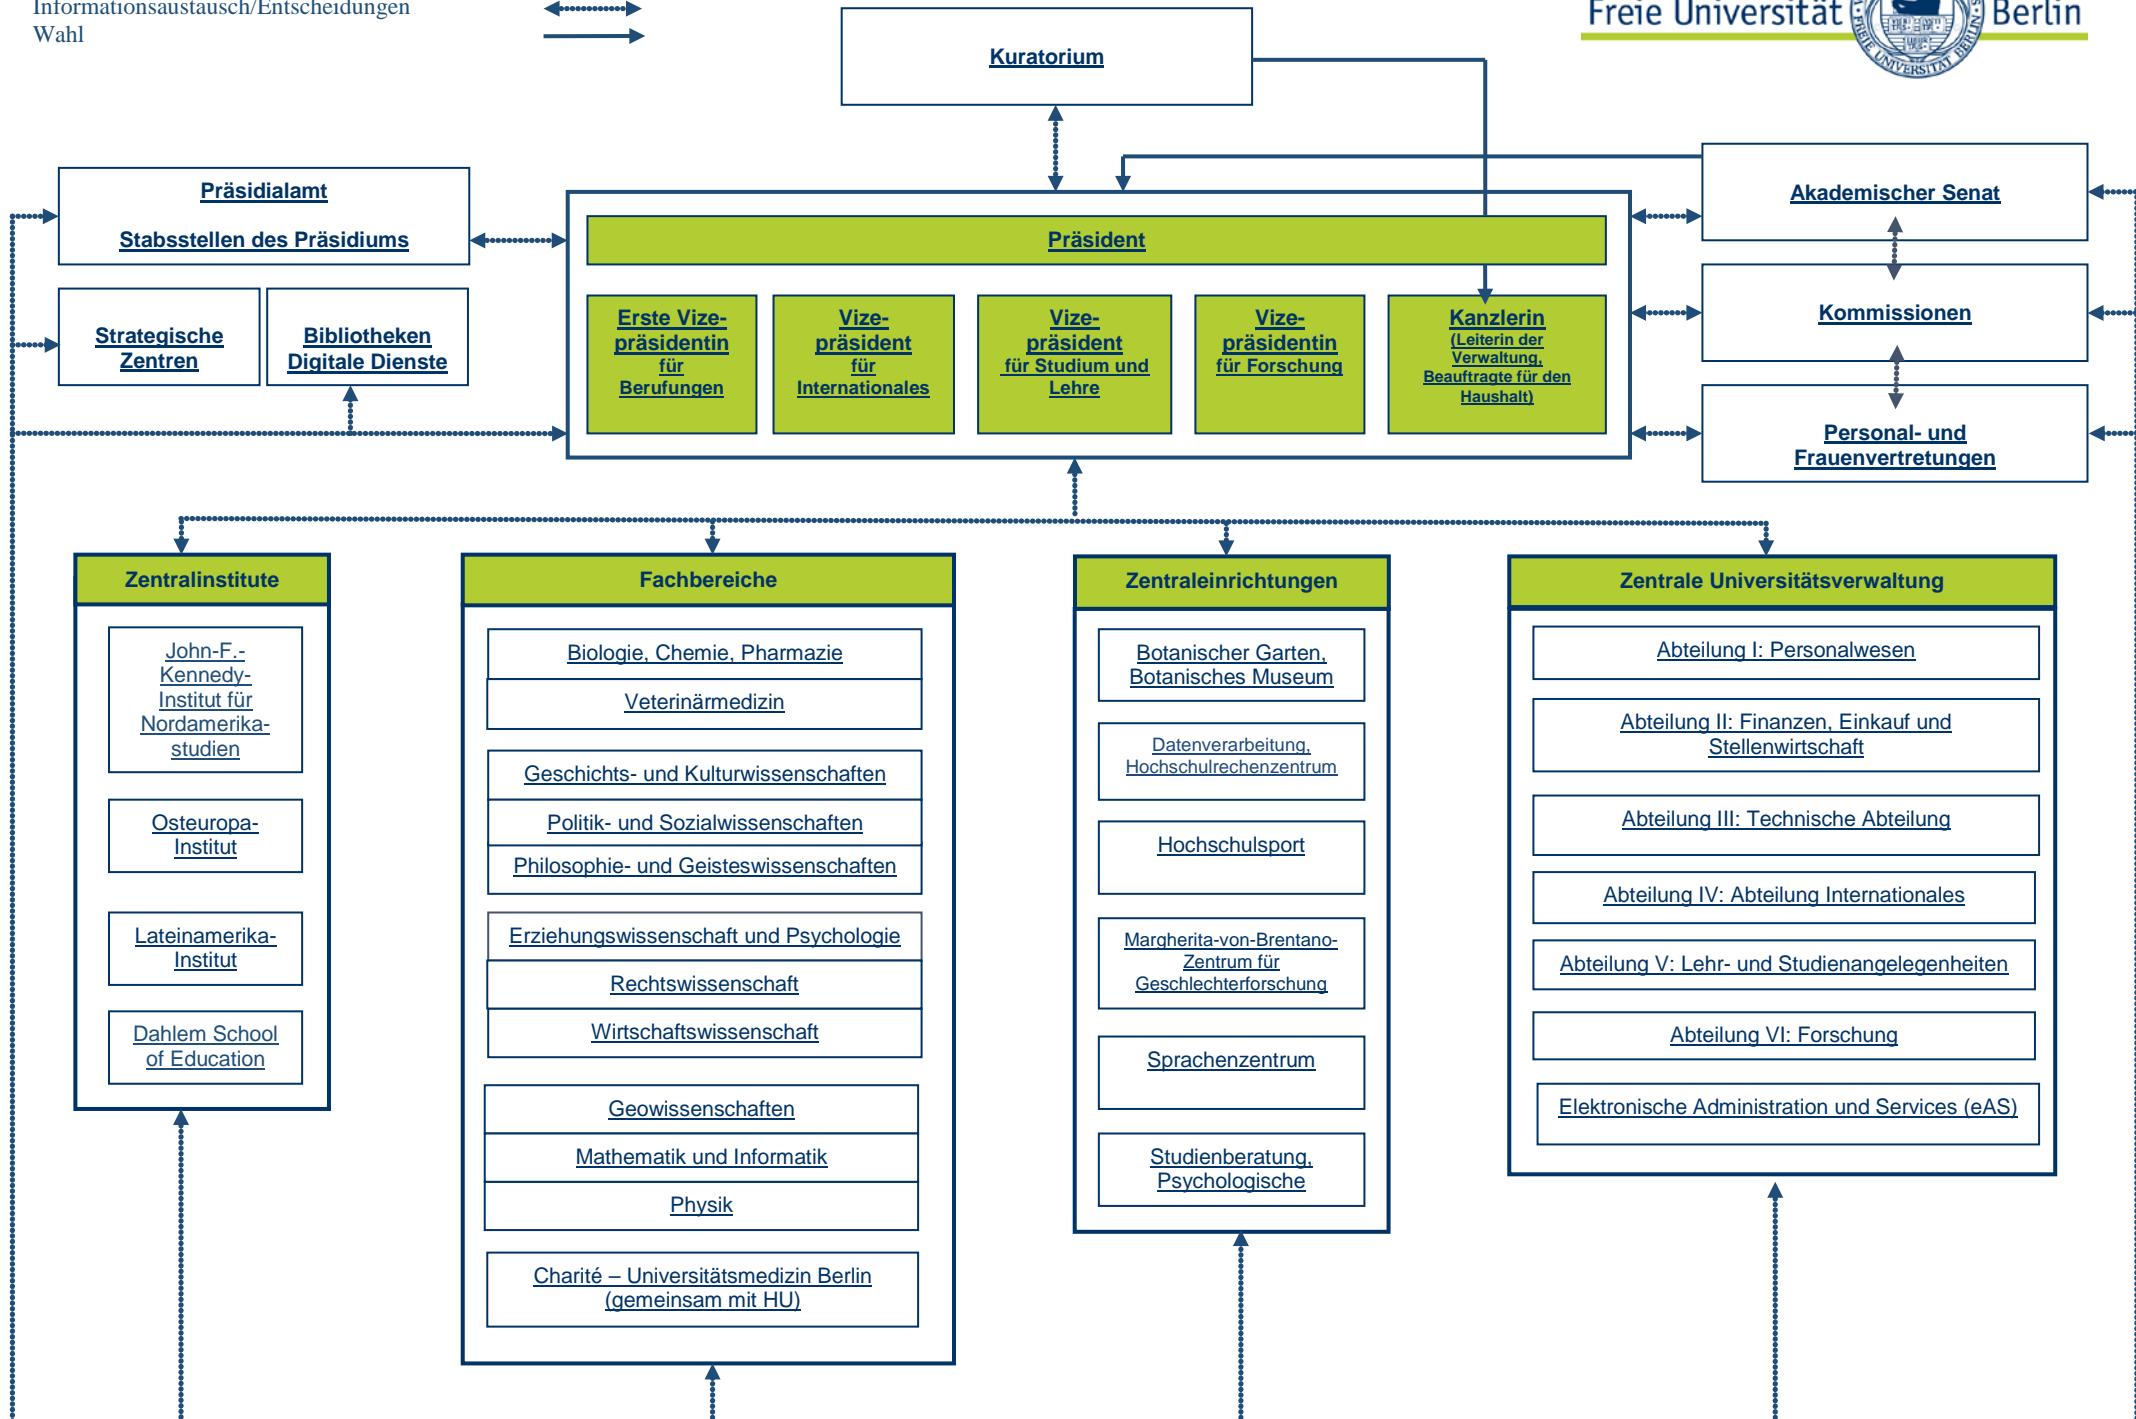 Informationsaustausch/Entscheidungen
Wahl
Freie Universität Berlin
FREIE UNIVERSITÄT BERLIN
Kuratorium
Präsidialamt
Stabsstellen des Präsidiums
Akademischer Senat
Präsident
Strategische
Zentren
Bibliotheken
Digitale Dienste
Erste Vize-
präsidentin
für
Berufungen
Vize-
präsident
für
Internationales
Vize-
präsident
für Studium und
Lehre
Vize-
präsidentin
für Forschung
Kanzlerin
(Leiterin der
Verwaltung,
Beauftragte für den
Haushalt)
Kommissionen
Personal- und
Frauenvertretungen
Zentralinstitute
John-F.-
Kennedy-
Institut für
Nordamerika-
studien
Osteuropa-
Institut
Lateinamerika-
Institut
Dahlem School
of Education
Fachbereiche
Biologie, Chemie, Pharmazie
Veterinärmedizin
Geschichts- und Kulturwissenschaften
Politik- und Sozialwissenschaften
Philosophie- und Geisteswissenschaften
Erziehungswissenschaft und Psychologie
Rechtswissenschaft
Wirtschaftswissenschaft
Geowissenschaften
Mathematik und Informatik
Physik
Charité – Universitätsmedizin Berlin
(gemeinsam mit HU)
Zentraleinrichtungen
Botanischer Garten,
Botanisches Museum
Datenverarbeitung,
Hochschulrechenzentrum
Hochschulsport
Margherita-von-Brentano-
Zentrum für
Geschlechterforschung
Sprachenzentrum
Studienberatung,
Psychologische
Zentrale Universitätsverwaltung
Abteilung I: Personalwesen
Abteilung II: Finanzen, Einkauf und
Stellenwirtschaft
Abteilung III: Technische Abteilung
Abteilung IV: Abteilung Internationales
Abteilung V: Lehr- und Studienangelegenheiten
Abteilung VI: Forschung
Elektronische Administration und Services (eAS)